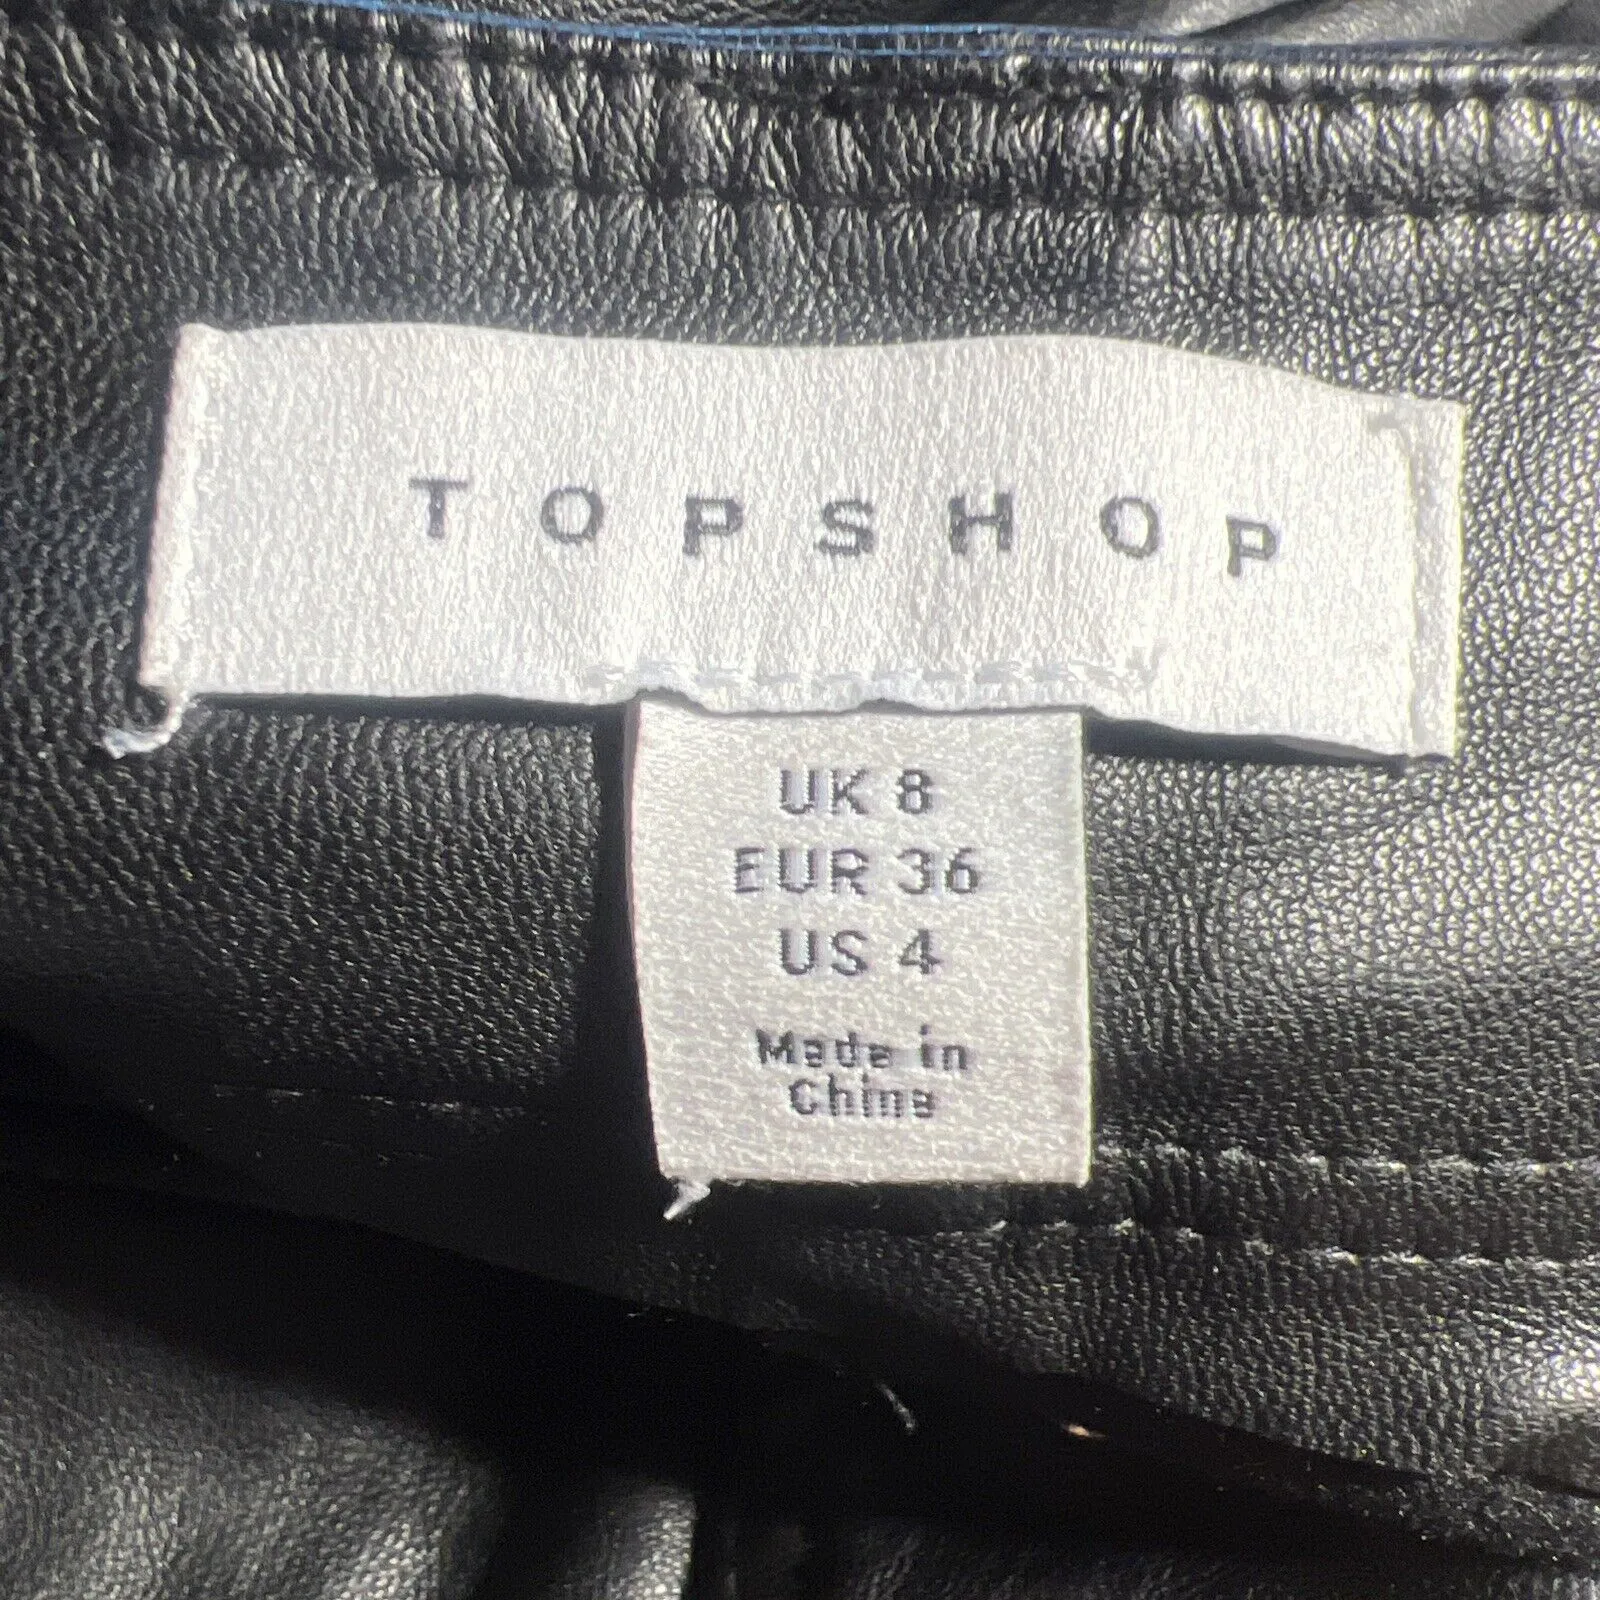 TOPSHOP
UK 8
EUR 36
US 4
Made in
China